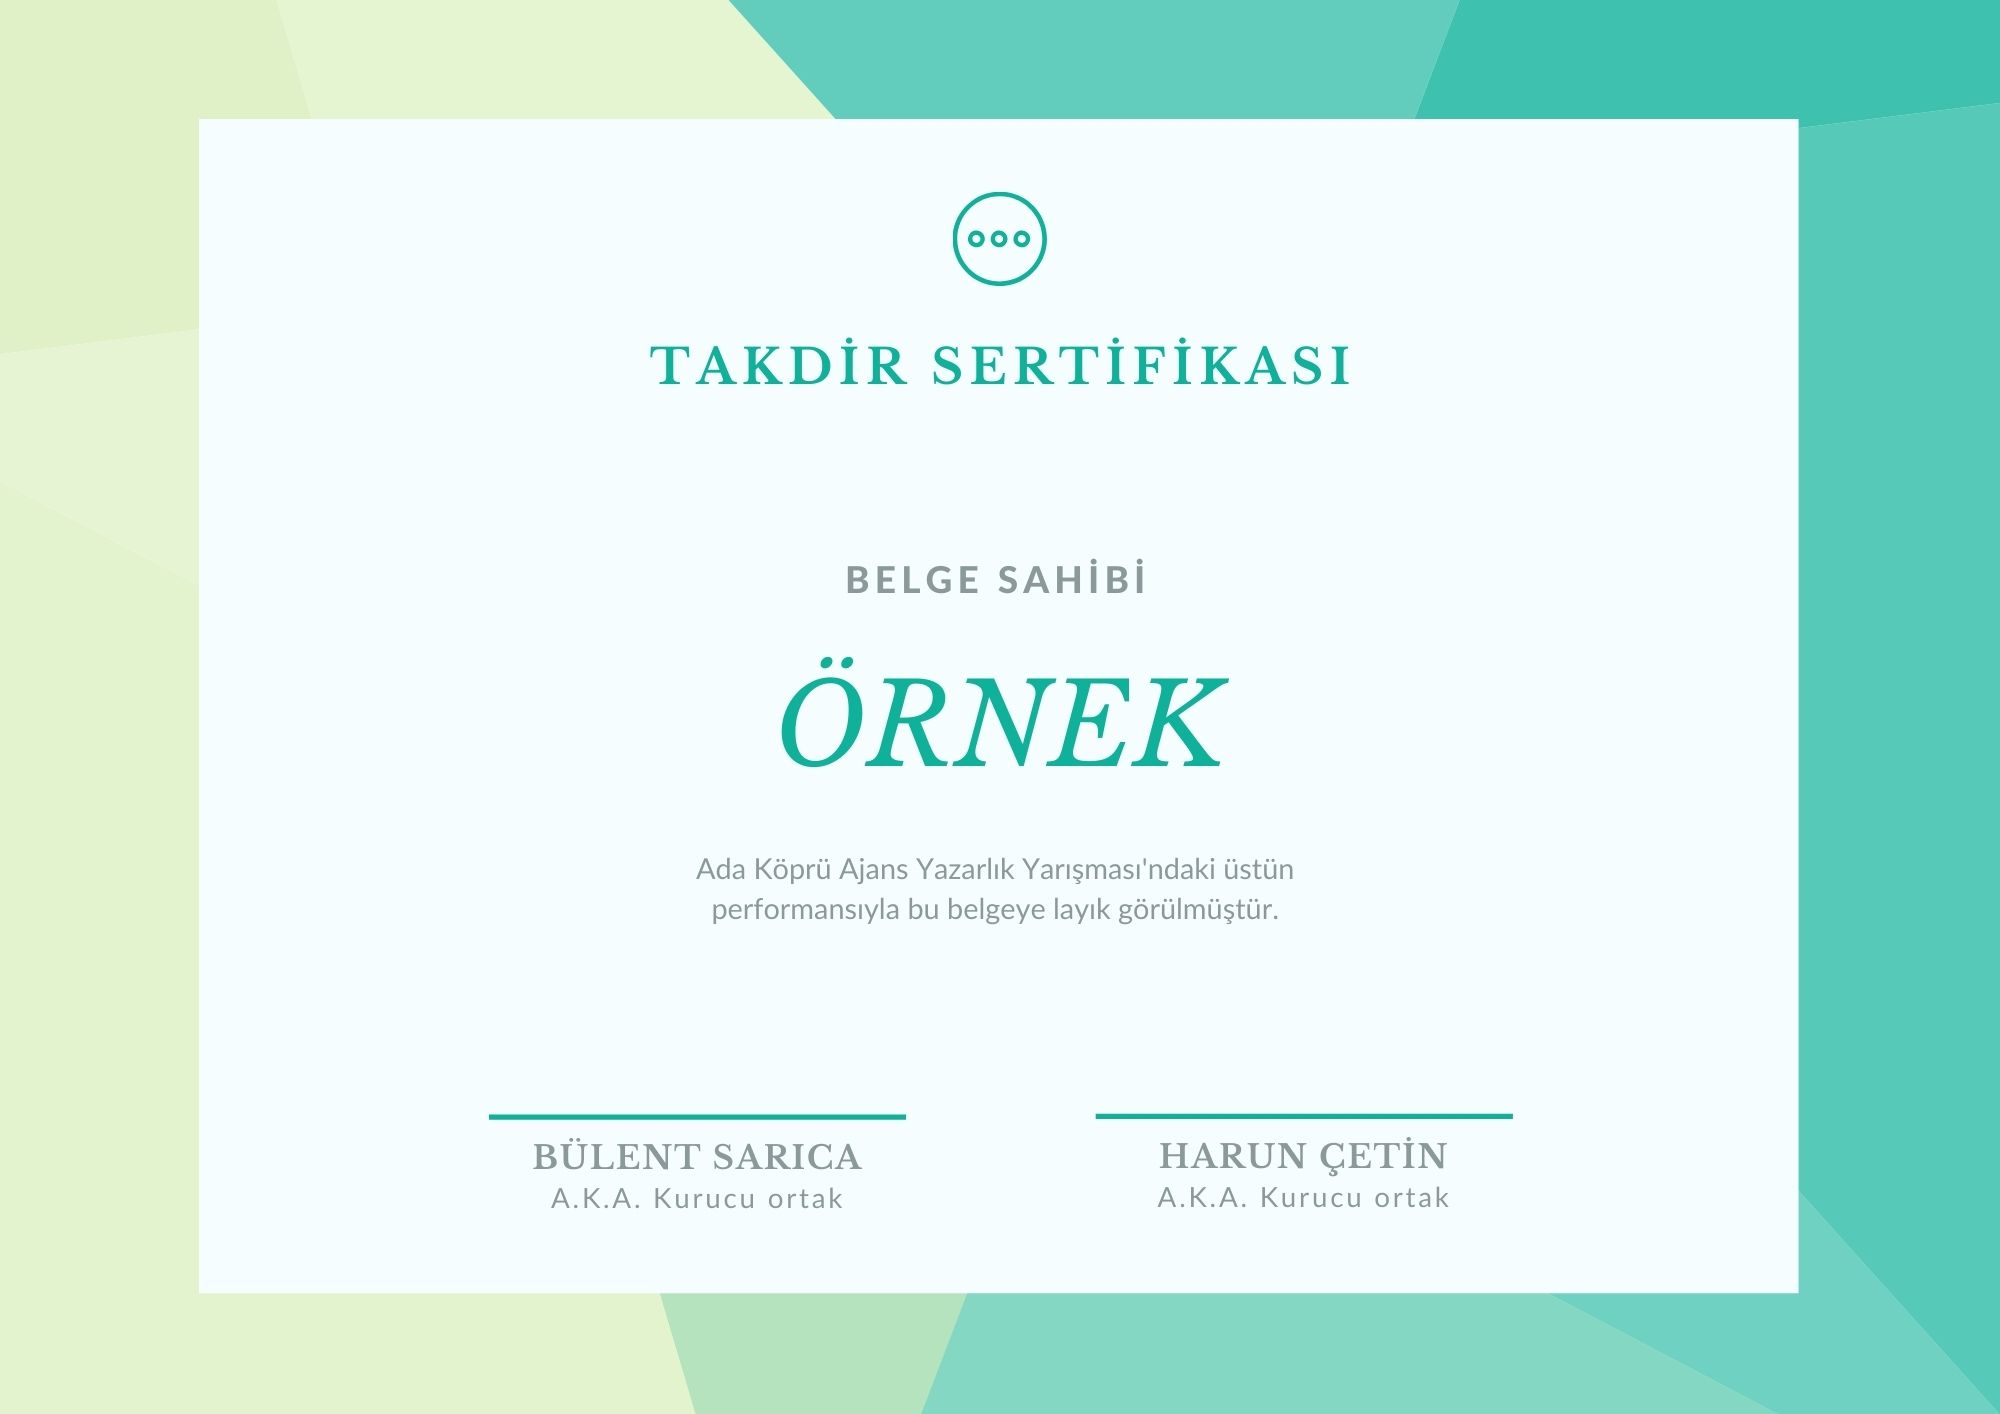 TAKDİR SERTİFİKASI
BELGE SAHİBİ
ÖRNEK
Ada Köprü Ajans Yazarlık Yarışması'ndaki üstün
performansıyla bu belgeye layık görülmüştür.
BÜLENT SARICA
A.K.A. Kurucu ortak
HARUN ÇETİN
A.K.A. Kurucu ortak